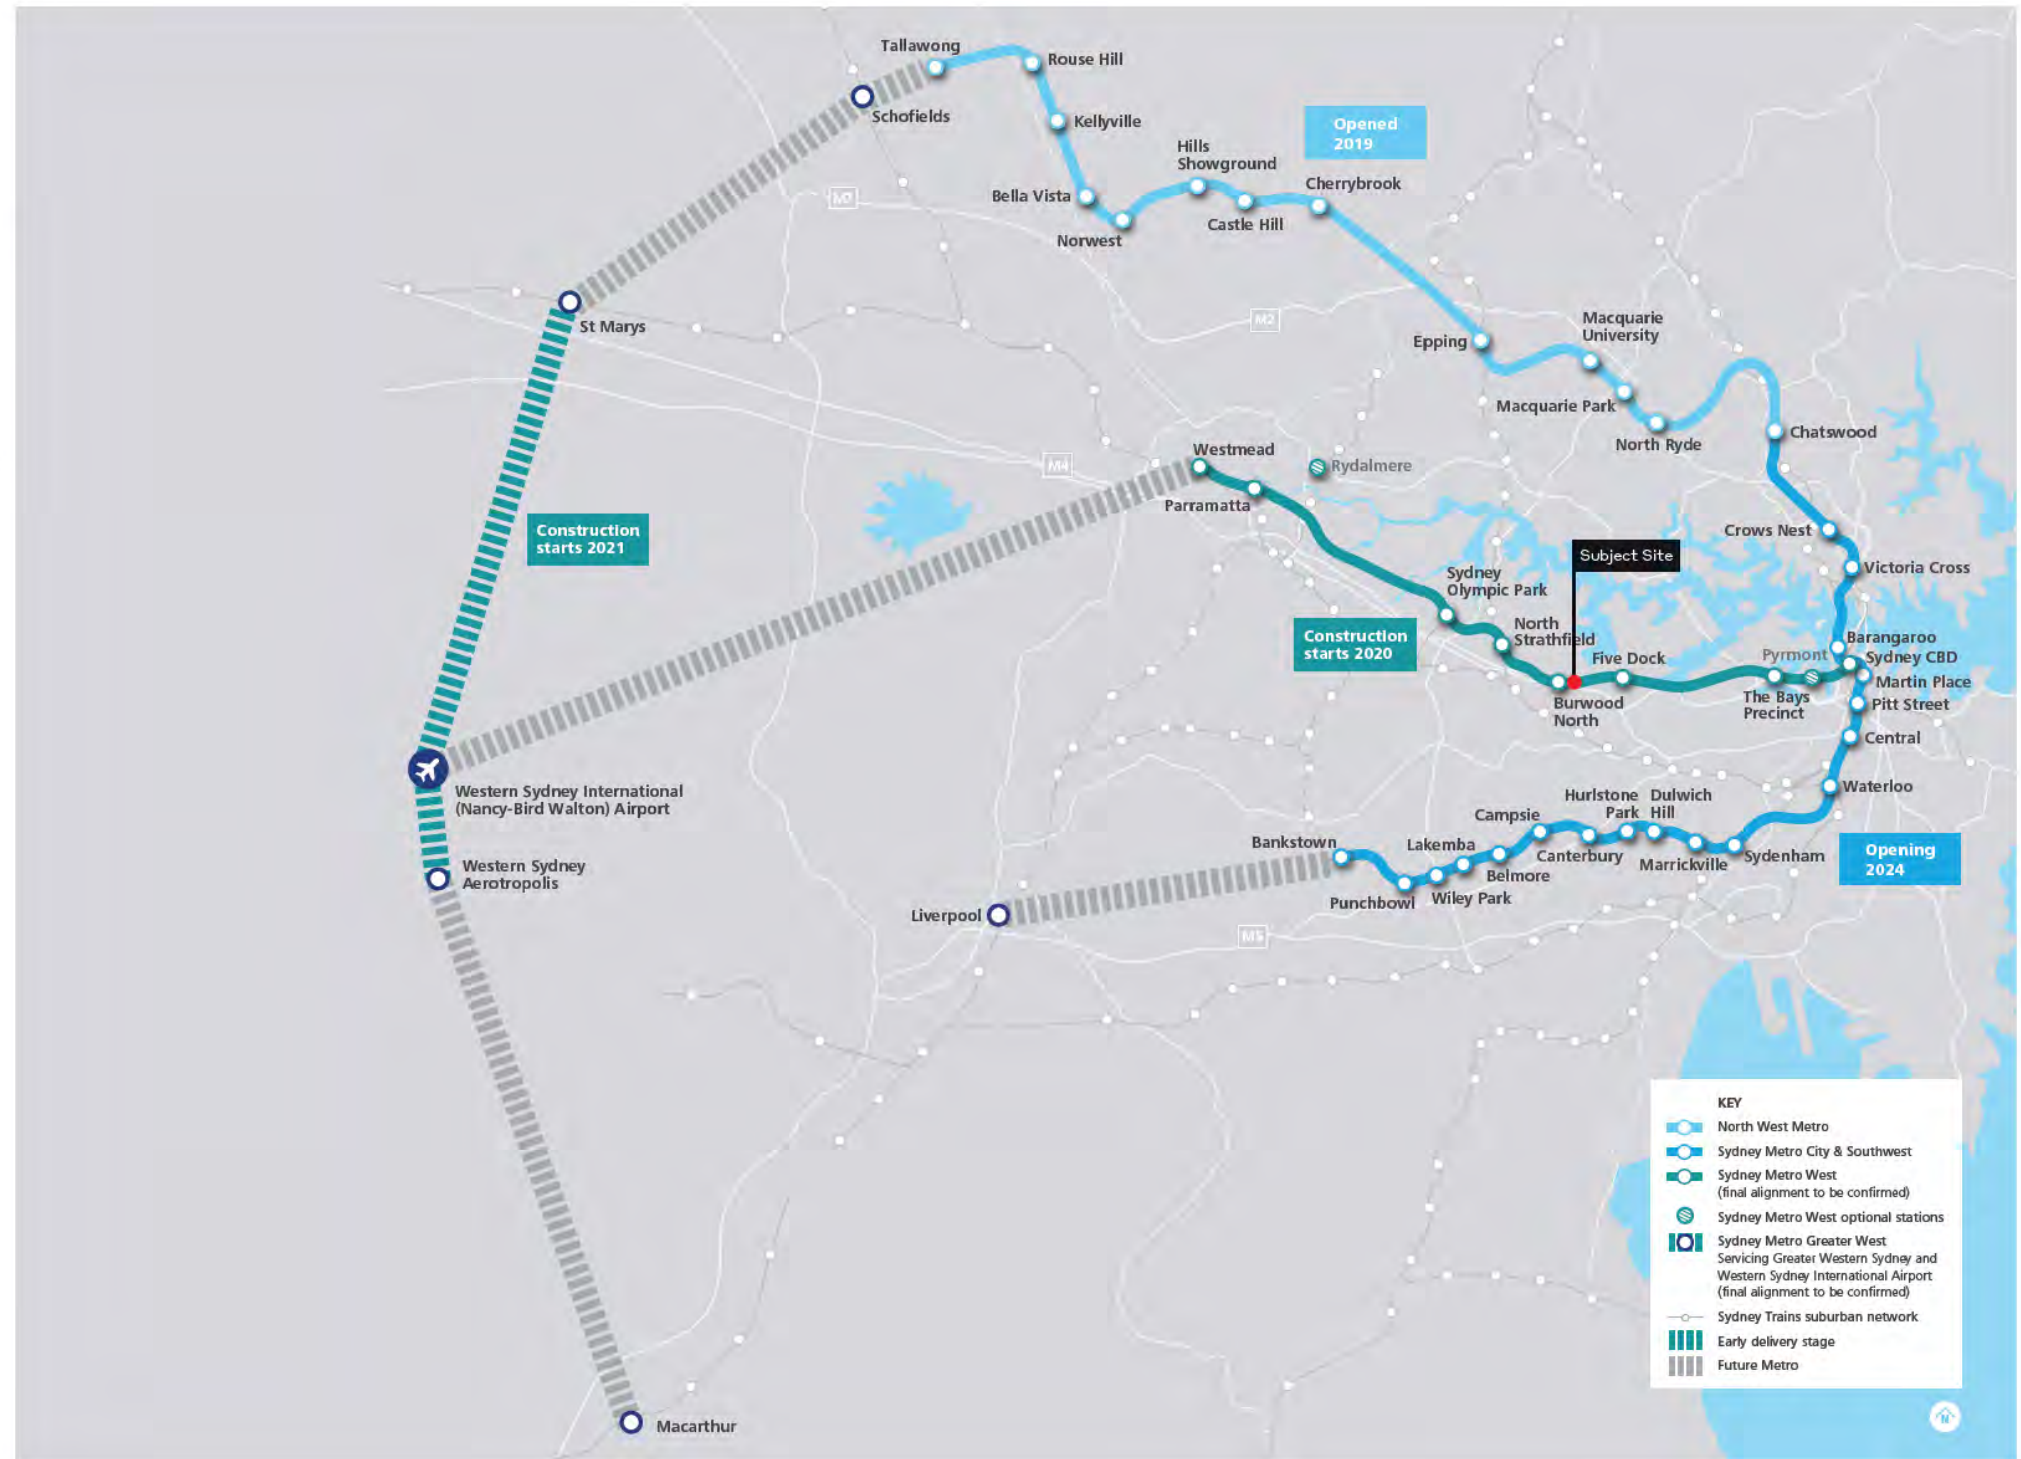 Tallawong
Rouse Hill
Schofields
Kellyville
Opened
2019
Hills
Showground
Cherrybrook
Bella Vista
M7
Castle Hill
Norwest
St Marys
M2
Macquarie
University
Epping
Macquarie Park
North Ryde
Chatswood
Westmead
M4
Rydalmere
Parramatta
Construction
starts 2021
Crows Nest
Subject Site
Victoria Cross
Sydney
Olympic Park
North
Strathfield
Construction
starts 2020
Barangaroo
Pyrmont
Sydney CBD
Five Dock
Martin Place
The Bays
Precinct
Pitt Street
Burwood
North
Central
Western Sydney International
(Nancy-Bird Walton) Airport
Waterloo
Hurlstone
Park
Dulwich
Hill
Campsie
Bankstown
Lakemba
Canterbury
Sydenham
Marrickville
Belmore
Opening
2024
Western Sydney
Aerotropolis
Punchbowl
Wiley Park
Liverpool
M5
KEY
North West Metro
Sydney Metro City & Southwest
Sydney Metro West
(final alignment to be confirmed)
Sydney Metro West optional stations
Sydney Metro Greater West
Servicing Greater Western Sydney and
Western Sydney International Airport
(final alignment to be confirmed)
Sydney Trains suburban network
Early delivery stage
Future Metro
N
Macarthur